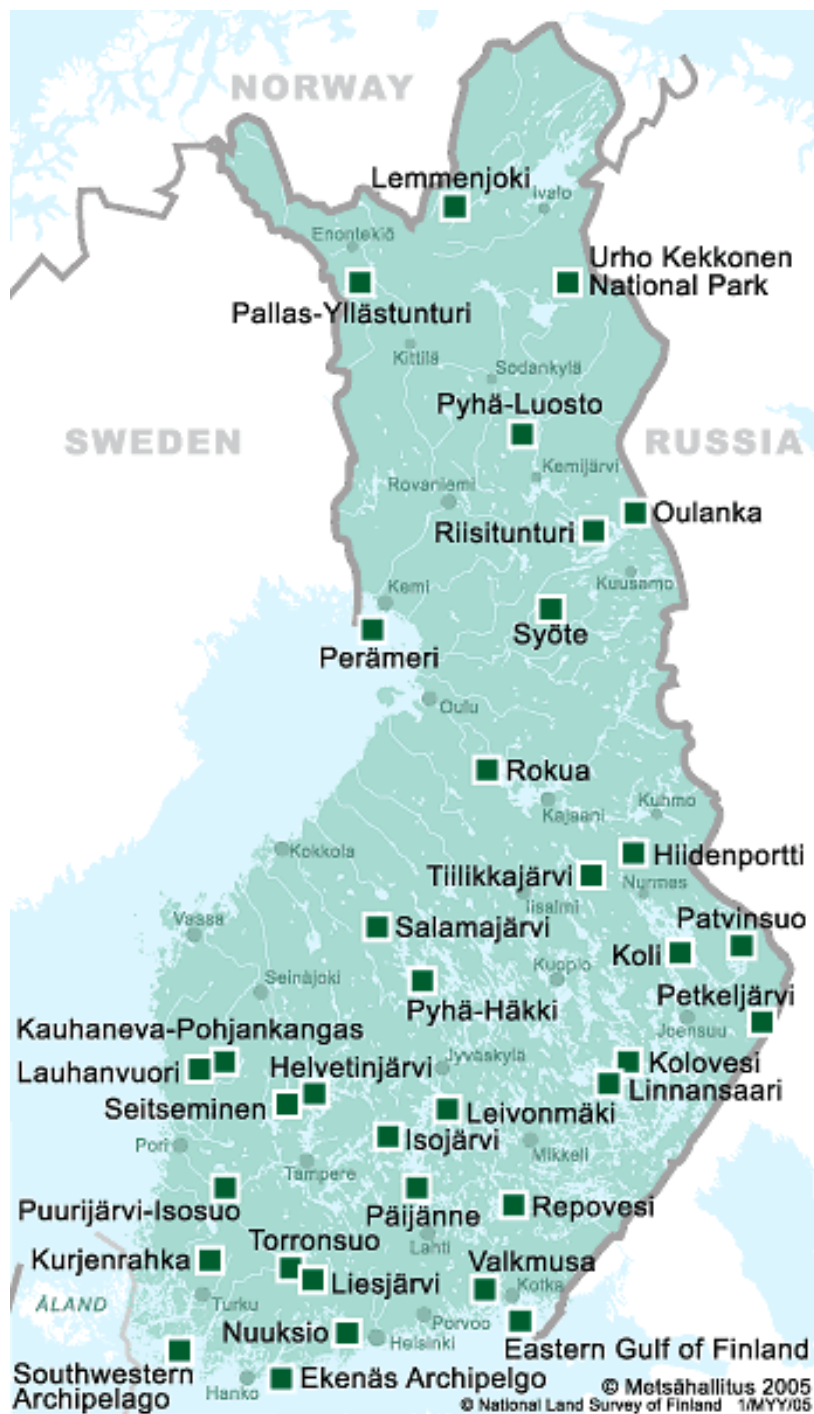 NORWAY
Lemmenjoki
Ivalo
Enontekiö
Urho Kekkonen
National Park
Pallas-Yllästunturi
Kittilä
Sodankylä
Pyhä-Luosto
SWEDEN
RUSSIA
Kemijärvi
Rovaniemi
Oulanka
Riisitunturi
Kuusamo
Kemi
Syöte
Perämeri
Oulu
Rokua
Kajaani
Kuhmo
Kokkola
Hiidenportti
Tiilikkajärvi
Nurmes
Iisalmi
Vassa
Salamajärvi
Patvinsuo
Koli
Kuopio
Seinäjoki
Petkeljärvi
Pyhä-Häkki
Joensuu
Kauhaneva-Pohjankangas
Jyväskylä
Helvetinjärvi
Kolovesi
Lauhanvuori
Linnansaari
Seitseminen
Leivonmäki
Isojärvi
Pori
Mikkeli
Tampere
Puurijärvi-Isosuo
Päijänne
Repovesi
Torronsuo
Lahti
Kurjenrahka
Valkmusa
Liesjärvi
Kotka
ÅLAND
Turku
Porvoo
Nuuksio
Helsinki
Eastern Gulf of Finland
Southwestern
Archipelago
Ekenäs Archipelgo
Hanko
© Metsähallitus 2005
© National Land Survey of Finland 1/MYY/05